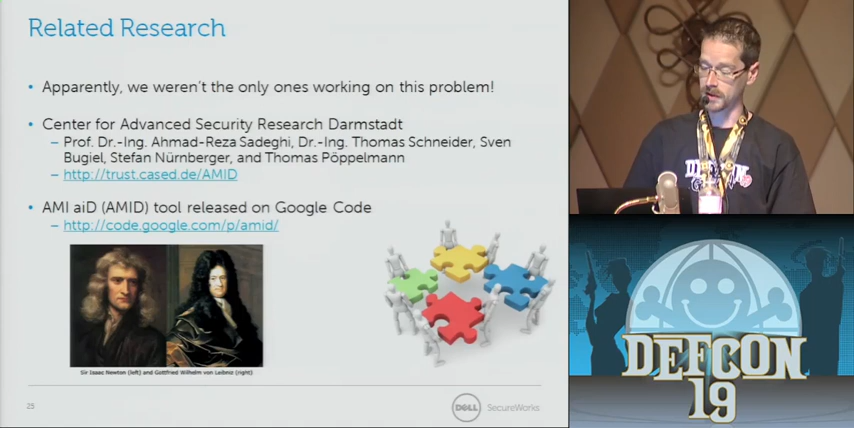 Related Research
• Apparently, we weren't the only ones working on this problem!
• Center for Advanced Security Research Darmstadt
– Prof. Dr.-Ing. Ahmad-Reza Sadeghi, Dr.-Ing. Thomas Schneider, Sven
Bugiel, Stefan Nürnberger, and Thomas Pöppelmann
– http://trust.cased.de/AMID
• AMI aiD (AMID) tool released on Google Code
– http://code.google.com/p/amid/
Sir Isaac Newton (left) and Gottfried Wilhelm von Leibniz (right)
25
DELL SecureWorks
DEFCON
19